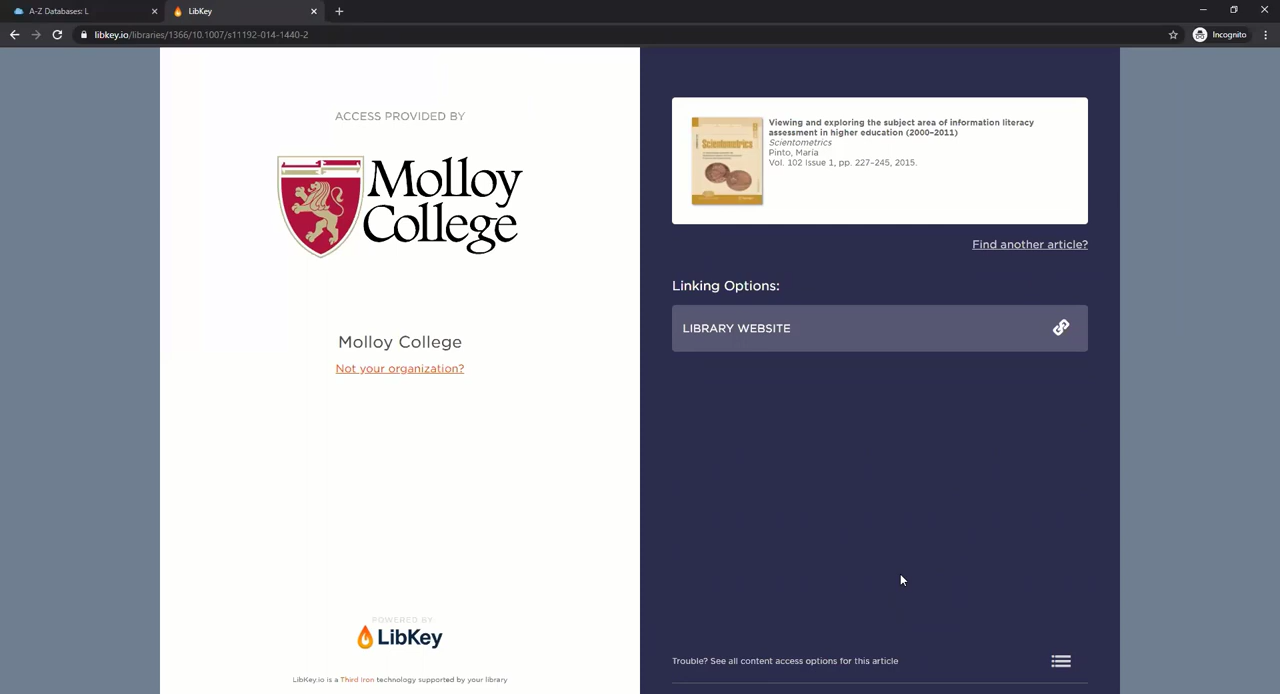 A-Z Databases: L
LibKey
libkey.io/libraries/1366/10.1007/s11192-014-1440-2
Incognito
ACCESS PROVIDED BY
Molloy
College
Molloy College
Not your organization?
POWERED BY
LibKey
LibKey.io is a Third Iron technology supported by your library
Scientometrics
Viewing and exploring the subject area of information literacy
assessment in higher education (2000–2011)
Scientometrics
Pinto, María
Vol. 102 Issue 1, pp. 227–245, 2015.
Find another article?
Linking Options:
LIBRARY WEBSITE
Trouble? See all content access options for this article